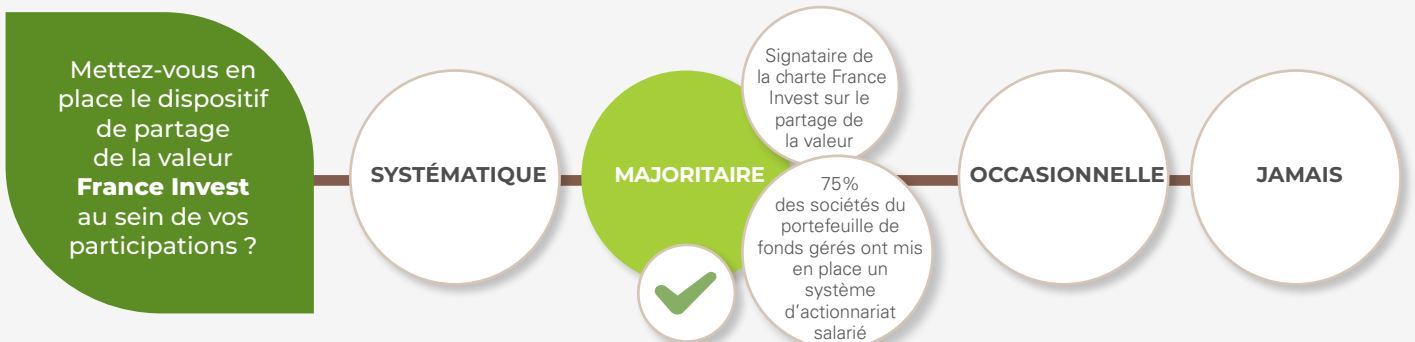 Mettez-vous en
place le dispositif
de partage
de la valeur
France Invest
au sein de vos
participations ?
SYSTÉMATIQUE
MAJORITAIRE
Signataire de
la charte France
Invest sur le
partage de
la valeur
75%
des sociétés du
portefeuille de
fonds gérés ont mis
en place un
système
d’actionnariat
salarié
OCCASIONNELLE
JAMAIS